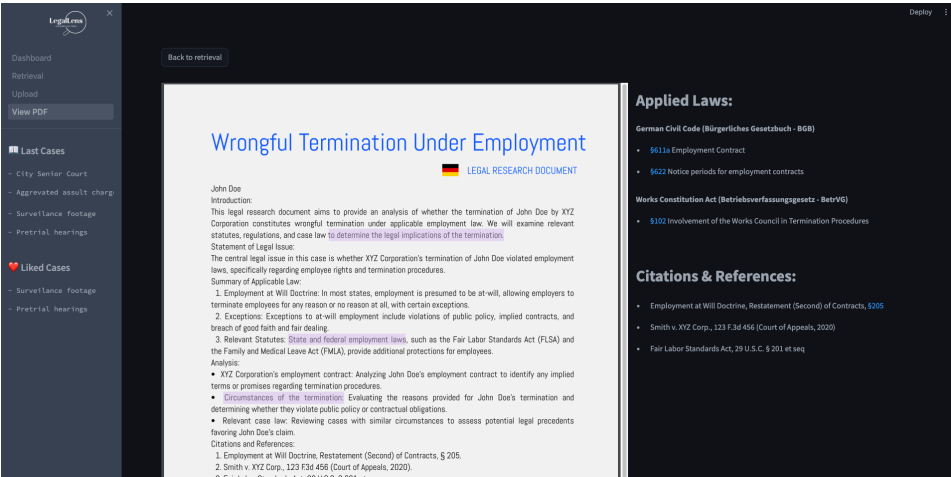 LegalLens
Deploy
Dashboard
Retrieval
Upload
View PDF
Last Cases
- City Senior Court
- Aggrevated assult charg
- Surveilance footage
- Pretrial hearings
Liked Cases
- Surveilance footage
- Pretrial hearings
Back to retrieval
Wrongful Termination Under Employment
LEGAL RESEARCH DOCUMENT
John Doe
Introduction:
This legal research document aims to provide an analysis of whether the termination of John Doe by XYZ
Corporation constitutes wrongful termination under applicable employment law. We will examine relevant
statutes, regulations, and case law to determine the legal implications of the termination.
Statement of Legal Issue:
The central legal issue in this case is whether XYZ Corporation's termination of John Doe violated employment
laws, specifically regarding employee rights and termination procedures.
Summary of Applicable Law:
1. Employment at Will Doctrine: In most states, employment is presumed to be at-will, allowing employers to
terminate employees for any reason or no reason at all, with certain exceptions.
2. Exceptions: Exceptions to at-will employment include violations of public policy, implied contracts, and
breach of good faith and fair dealing.
3. Relevant Statutes: State and federal employment laws, such as the Fair Labor Standards Act (FLSA) and
the Family and Medical Leave Act (FMLA), provide additional protections for employees.
Analysis:
• XYZ Corporation's employment contract: Analyzing John Doe's employment contract to identify any implied
terms or promises regarding termination procedures.
• Circumstances of the termination: Evaluating the reasons provided for John Doe's termination and
determining whether they violate public policy or contractual obligations.
• Relevant case law: Reviewing cases with similar circumstances to assess potential legal precedents
favoring John Doe's claim.
Citations and References:
1. Employment at Will Doctrine, Restatement (Second) of Contracts, § 205.
2. Smith v. XYZ Corp., 123 F.3d 456 (Court of Appeals, 2020).
Applied Laws:
German Civil Code (Bürgerliches Gesetzbuch - BGB)
• §611a Employment Contract
• §622 Notice periods for employment contracts
Works Constitution Act (Betriebsverfassungsgesetz - BetrVG)
• §102 Involvement of the Works Council in Termination Procedures
Citations & References:
• Employment at Will Doctrine, Restatement (Second) of Contracts, §205
• Smith v. XYZ Corp., 123 F.3d 456 (Court of Appeals, 2020)
• Fair Labor Standards Act, 29 U.S.C. § 201 et seq